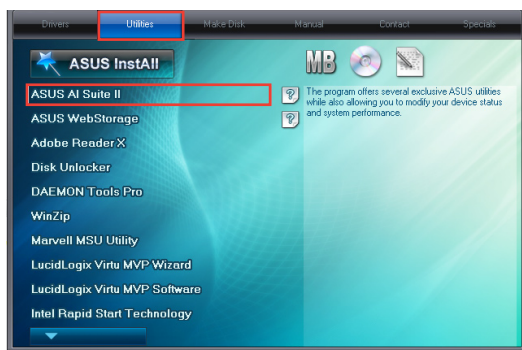 Drivers Utilities Make Disk Manual Contact Specials
ASUS InstAll
MB
ASUS AI Suite II
The program offers several exclusive ASUS utilities
while also allowing you to modify your device status
and system performance.
ASUS WebStorage
Adobe Reader X
Disk Unlocker
DAEMON Tools Pro
WinZip
Marvell MSU Utility
LucidLogix Virtu MVP Wizard
LucidLogix Virtu MVP Software
Intel Rapid Start Technology